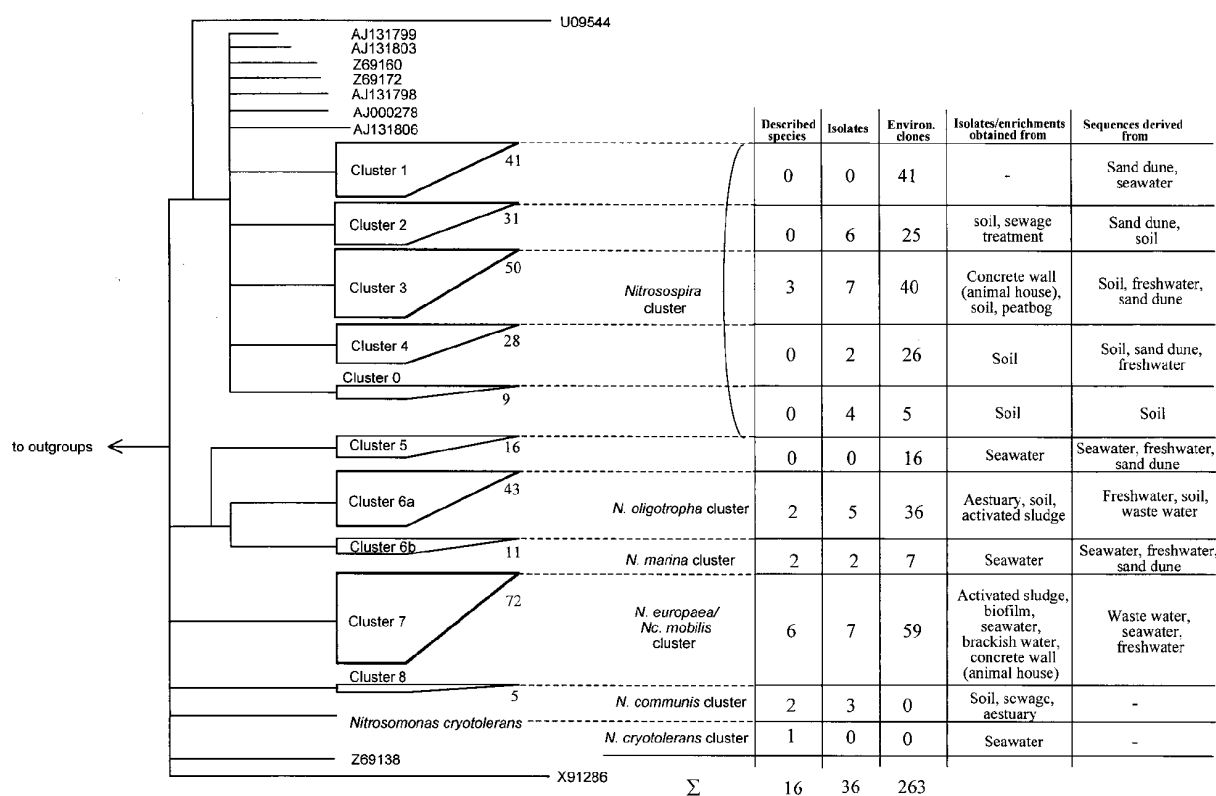 U09544
AJ131799
AJ131803
Z69160
Z69172
AJ131798
AJ000278
AJ131806
Described species
Isolates
Environ. clones
Isolates/enrichments obtained from
Sequences derived from
Cluster 1
41
0
0
41
-
Sand dune,
seawater
Cluster 2
31
0
6
25
soil, sewage
treatment
Sand dune,
soil
Cluster 3
50
Nitrosospira
cluster
3
7
40
Concrete wall
(animal house),
soil, peatbog
Soil, freshwater,
sand dune
Cluster 4
28
0
2
26
Soil
Soil, sand dune,
freshwater
Cluster 0
9
0
4
5
Soil
Soil
to outgroups
Cluster 5
16
0
0
16
Seawater
Seawater, freshwater,
sand dune
Cluster 6a
43
N. oligotropha cluster
2
5
36
Aestuary, soil,
activated sludge
Freshwater, soil,
waste water
Cluster 6b
11
N. marina cluster
2
2
7
Seawater
Seawater, freshwater,
sand dune
Cluster 7
72
N. europaea/
Nc. mobilis
cluster
6
7
59
Activated sludge,
biofilm,
seawater,
brackish water,
concrete wall
(animal house)
Waste water,
seawater,
freshwater
Cluster 8
5
N. communis cluster
2
3
0
Soil, sewage,
aestuary
-
Nitrosomonas cryotolerans
N. cryotolerans cluster
1
0
0
Seawater
-
Z69138
X91286
Σ
16
36
263